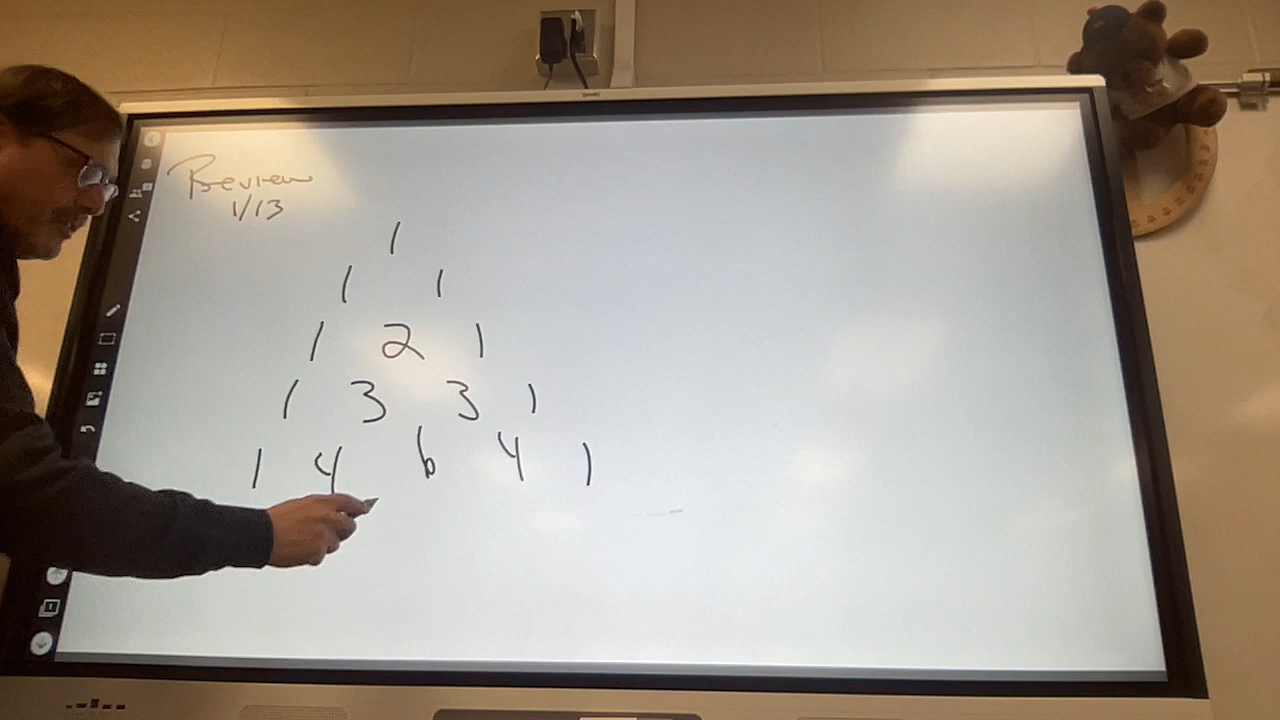 Review
1/13
1
1 1
1 2 1
1 3 3 1
1 4 6 4 1